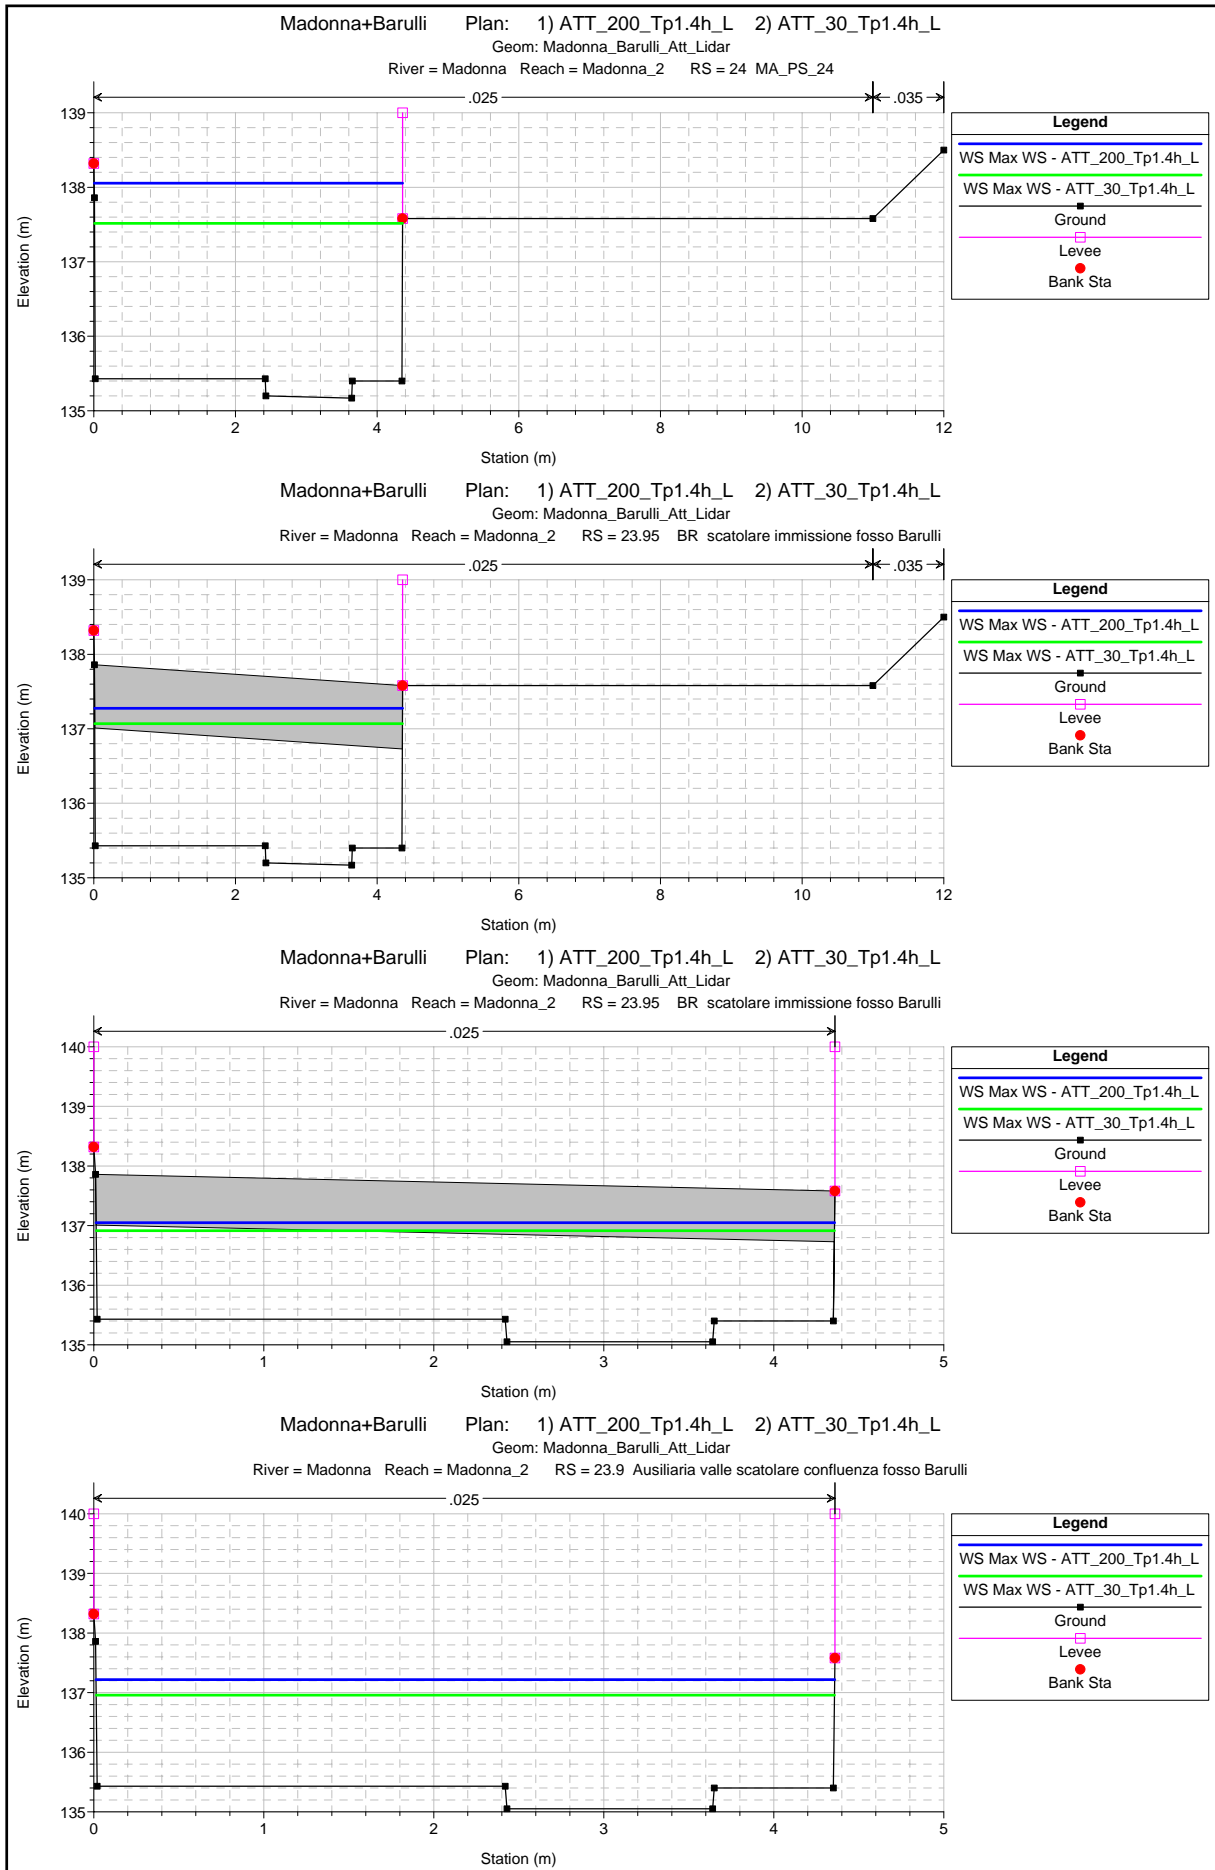 Madonna+Barulli Plan: 1) ATT_200_Tp1.4h_L 2) ATT_30_Tp1.4h_L
Geom: Madonna_Barulli_Att_Lidar
River = Madonna Reach = Madonna_2 RS = 24 MA_PS_24
.025
.035
139
138
137
136
135
Elevation (m)
0 2 4 6 8 10 12
Station (m)
Legend
WS Max WS - ATT_200_Tp1.4h_L
WS Max WS - ATT_30_Tp1.4h_L
Ground
Levee
Bank Sta
Madonna+Barulli Plan: 1) ATT_200_Tp1.4h_L 2) ATT_30_Tp1.4h_L
Geom: Madonna_Barulli_Att_Lidar
River = Madonna Reach = Madonna_2 RS = 23.95 BR scatolare immissione fosso Barulli
.025
.035
139
138
137
136
135
Elevation (m)
0 2 4 6 8 10 12
Station (m)
Legend
WS Max WS - ATT_200_Tp1.4h_L
WS Max WS - ATT_30_Tp1.4h_L
Ground
Levee
Bank Sta
Madonna+Barulli Plan: 1) ATT_200_Tp1.4h_L 2) ATT_30_Tp1.4h_L
Geom: Madonna_Barulli_Att_Lidar
River = Madonna Reach = Madonna_2 RS = 23.95 BR scatolare immissione fosso Barulli
.025
140
139
138
137
136
135
Elevation (m)
0 1 2 3 4 5
Station (m)
Legend
WS Max WS - ATT_200_Tp1.4h_L
WS Max WS - ATT_30_Tp1.4h_L
Ground
Levee
Bank Sta
Madonna+Barulli Plan: 1) ATT_200_Tp1.4h_L 2) ATT_30_Tp1.4h_L
Geom: Madonna_Barulli_Att_Lidar
River = Madonna Reach = Madonna_2 RS = 23.9 Ausiliaria valle scatolare confluenza fosso Barulli
.025
140
139
138
137
136
135
Elevation (m)
0 1 2 3 4 5
Station (m)
Legend
WS Max WS - ATT_200_Tp1.4h_L
WS Max WS - ATT_30_Tp1.4h_L
Ground
Levee
Bank Sta